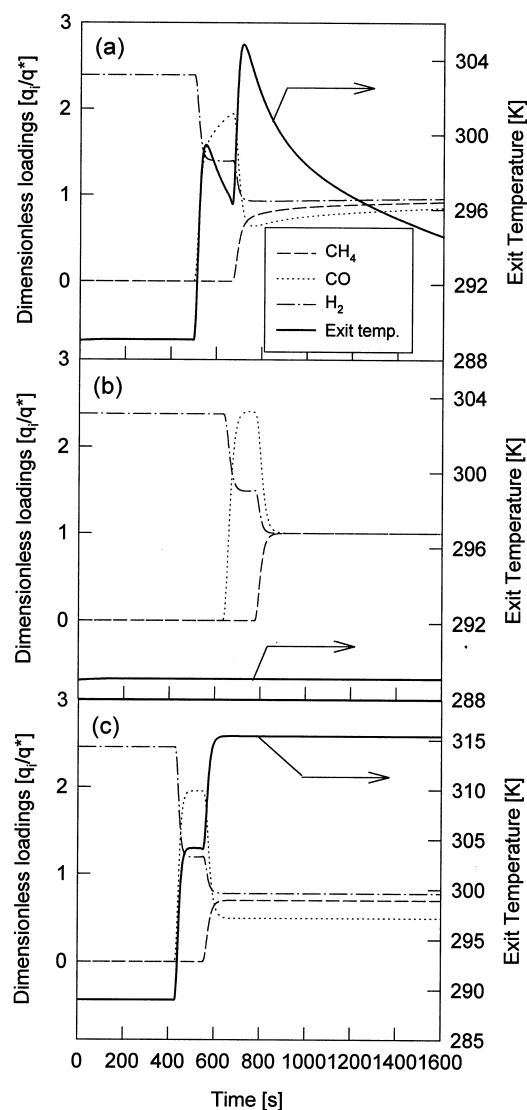 (a)
3
2
1
0
Dimensionless loadings [qᵢ/q*]
304
300
296
292
288
Exit Temperature [K]
CH₄
CO
H₂
Exit temp.
(b)
3
2
1
0
Dimensionless loadings [qᵢ/q*]
304
300
296
292
288
Exit Temperature [K]
(c)
3
2
1
0
Dimensionless loadings [qᵢ/q*]
315
310
305
300
295
290
285
Exit Temperature [K]
0 200 400 600 800 1000 1200 1400 1600
Time [s]